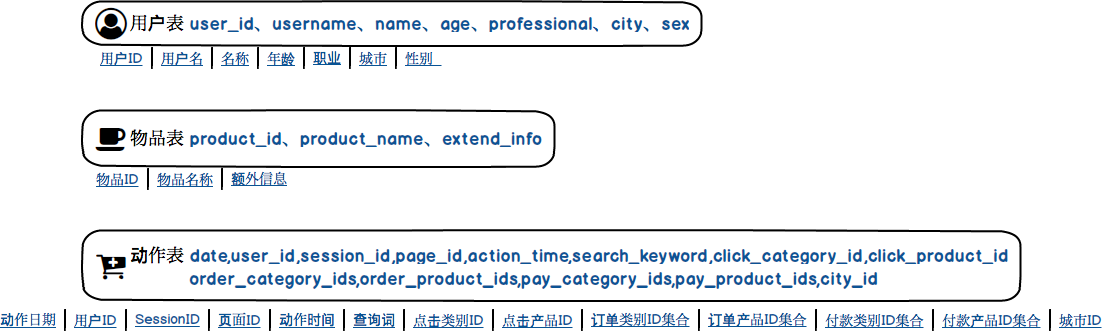 用户表 user_id、username、name、age、professional、city、sex
用户ID 用户名 名称 年龄 职业 城市 性别
物品表 product_id、product_name、extend_info
物品ID 物品名称 额外信息
动作表 date,user_id,session_id,page_id,action_time,search_keyword,click_category_id,click_product_id
order_category_ids,order_product_ids,pay_category_ids,pay_product_ids,city_id
动作日期 用户ID SessionID 页面ID 动作时间 查询词 点击类别ID 点击产品ID 订单类别ID集合 订单产品ID集合 付款类别ID集合 付款产品ID集合 城市ID